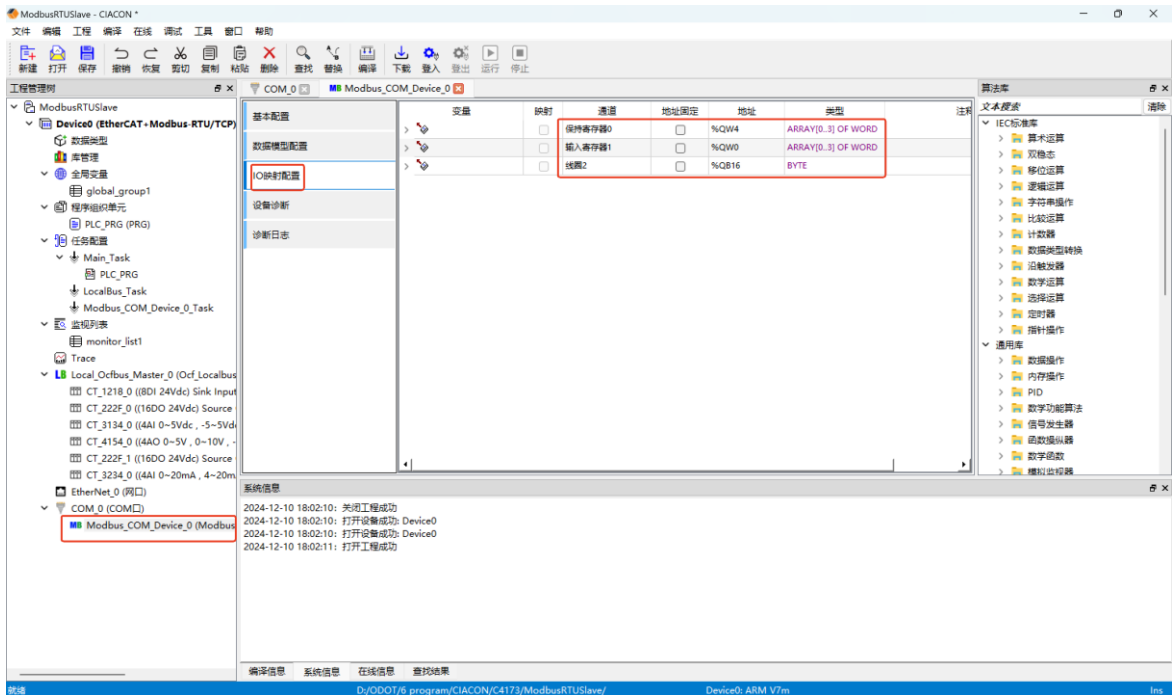 ModbusRTUSlave - CIACON *
文件 编辑 工程 编译 在线 调试 工具 窗口 帮助
新建 打开 保存 撤销 恢复 剪切 复制 粘贴 删除 查找 替换 编译 下载 登入 登出 运行 停止
工程管理树
ModbusRTUSlave
Device0 (EtherCAT+Modbus-RTU/TCP)
数据类型
库管理
全局变量
global_group1
程序组织单元
PLC_PRG (PRG)
任务配置
Main_Task
PLC_PRG
LocalBus_Task
Modbus_COM_Device_0_Task
监视列表
monitor_list1
Trace
LB Local_Ocfbus_Master_0 (Ocf_Localbus
CT_1218_0 ((8DI 24Vdc) Sink Input
CT_222F_0 ((16DO 24Vdc) Source
CT_3134_0 ((4AI 0~5Vdc , -5~5Vd
CT_4154_0 ((4AO 0~5V , 0~10V , -
CT_222F_1 ((16DO 24Vdc) Source
CT_3234_0 ((4AI 0~20mA , 4~20m
EtherNet_0 (网口)
COM_0 (COM口)
MB Modbus_COM_Device_0 (Modbus
COM_0 MB Modbus_COM_Device_0
基本配置
数据模型配置
IO映射配置
设备诊断
诊断日志
变量 映射 通道 地址固定 地址 类型 注释
保持寄存器0 %QW4 ARRAY[0..3] OF WORD
输入寄存器1 %QW0 ARRAY[0..3] OF WORD
线圈2 %QB16 BYTE
算法库
文本搜索 清除
IEC标准库
算术运算
双稳态
移位运算
逻辑运算
字符串操作
比较运算
计数器
数据类型转换
沿触发器
数学运算
选择运算
定时器
指针操作
通用库
数据操作
内存操作
PID
数学功能算法
信号发生器
函数操纵器
数学函数
模拟监视器
系统信息
2024-12-10 18:02:10: 关闭工程成功
2024-12-10 18:02:10: 打开设备成功: Device0
2024-12-10 18:02:10: 打开设备成功: Device0
2024-12-10 18:02:11: 打开工程成功
编译信息 系统信息 在线信息 查找结果
就绪 D:/ODOT/6 program/CIACON/C4173/ModbusRTUSlave/ Device0: ARM V7m Ins